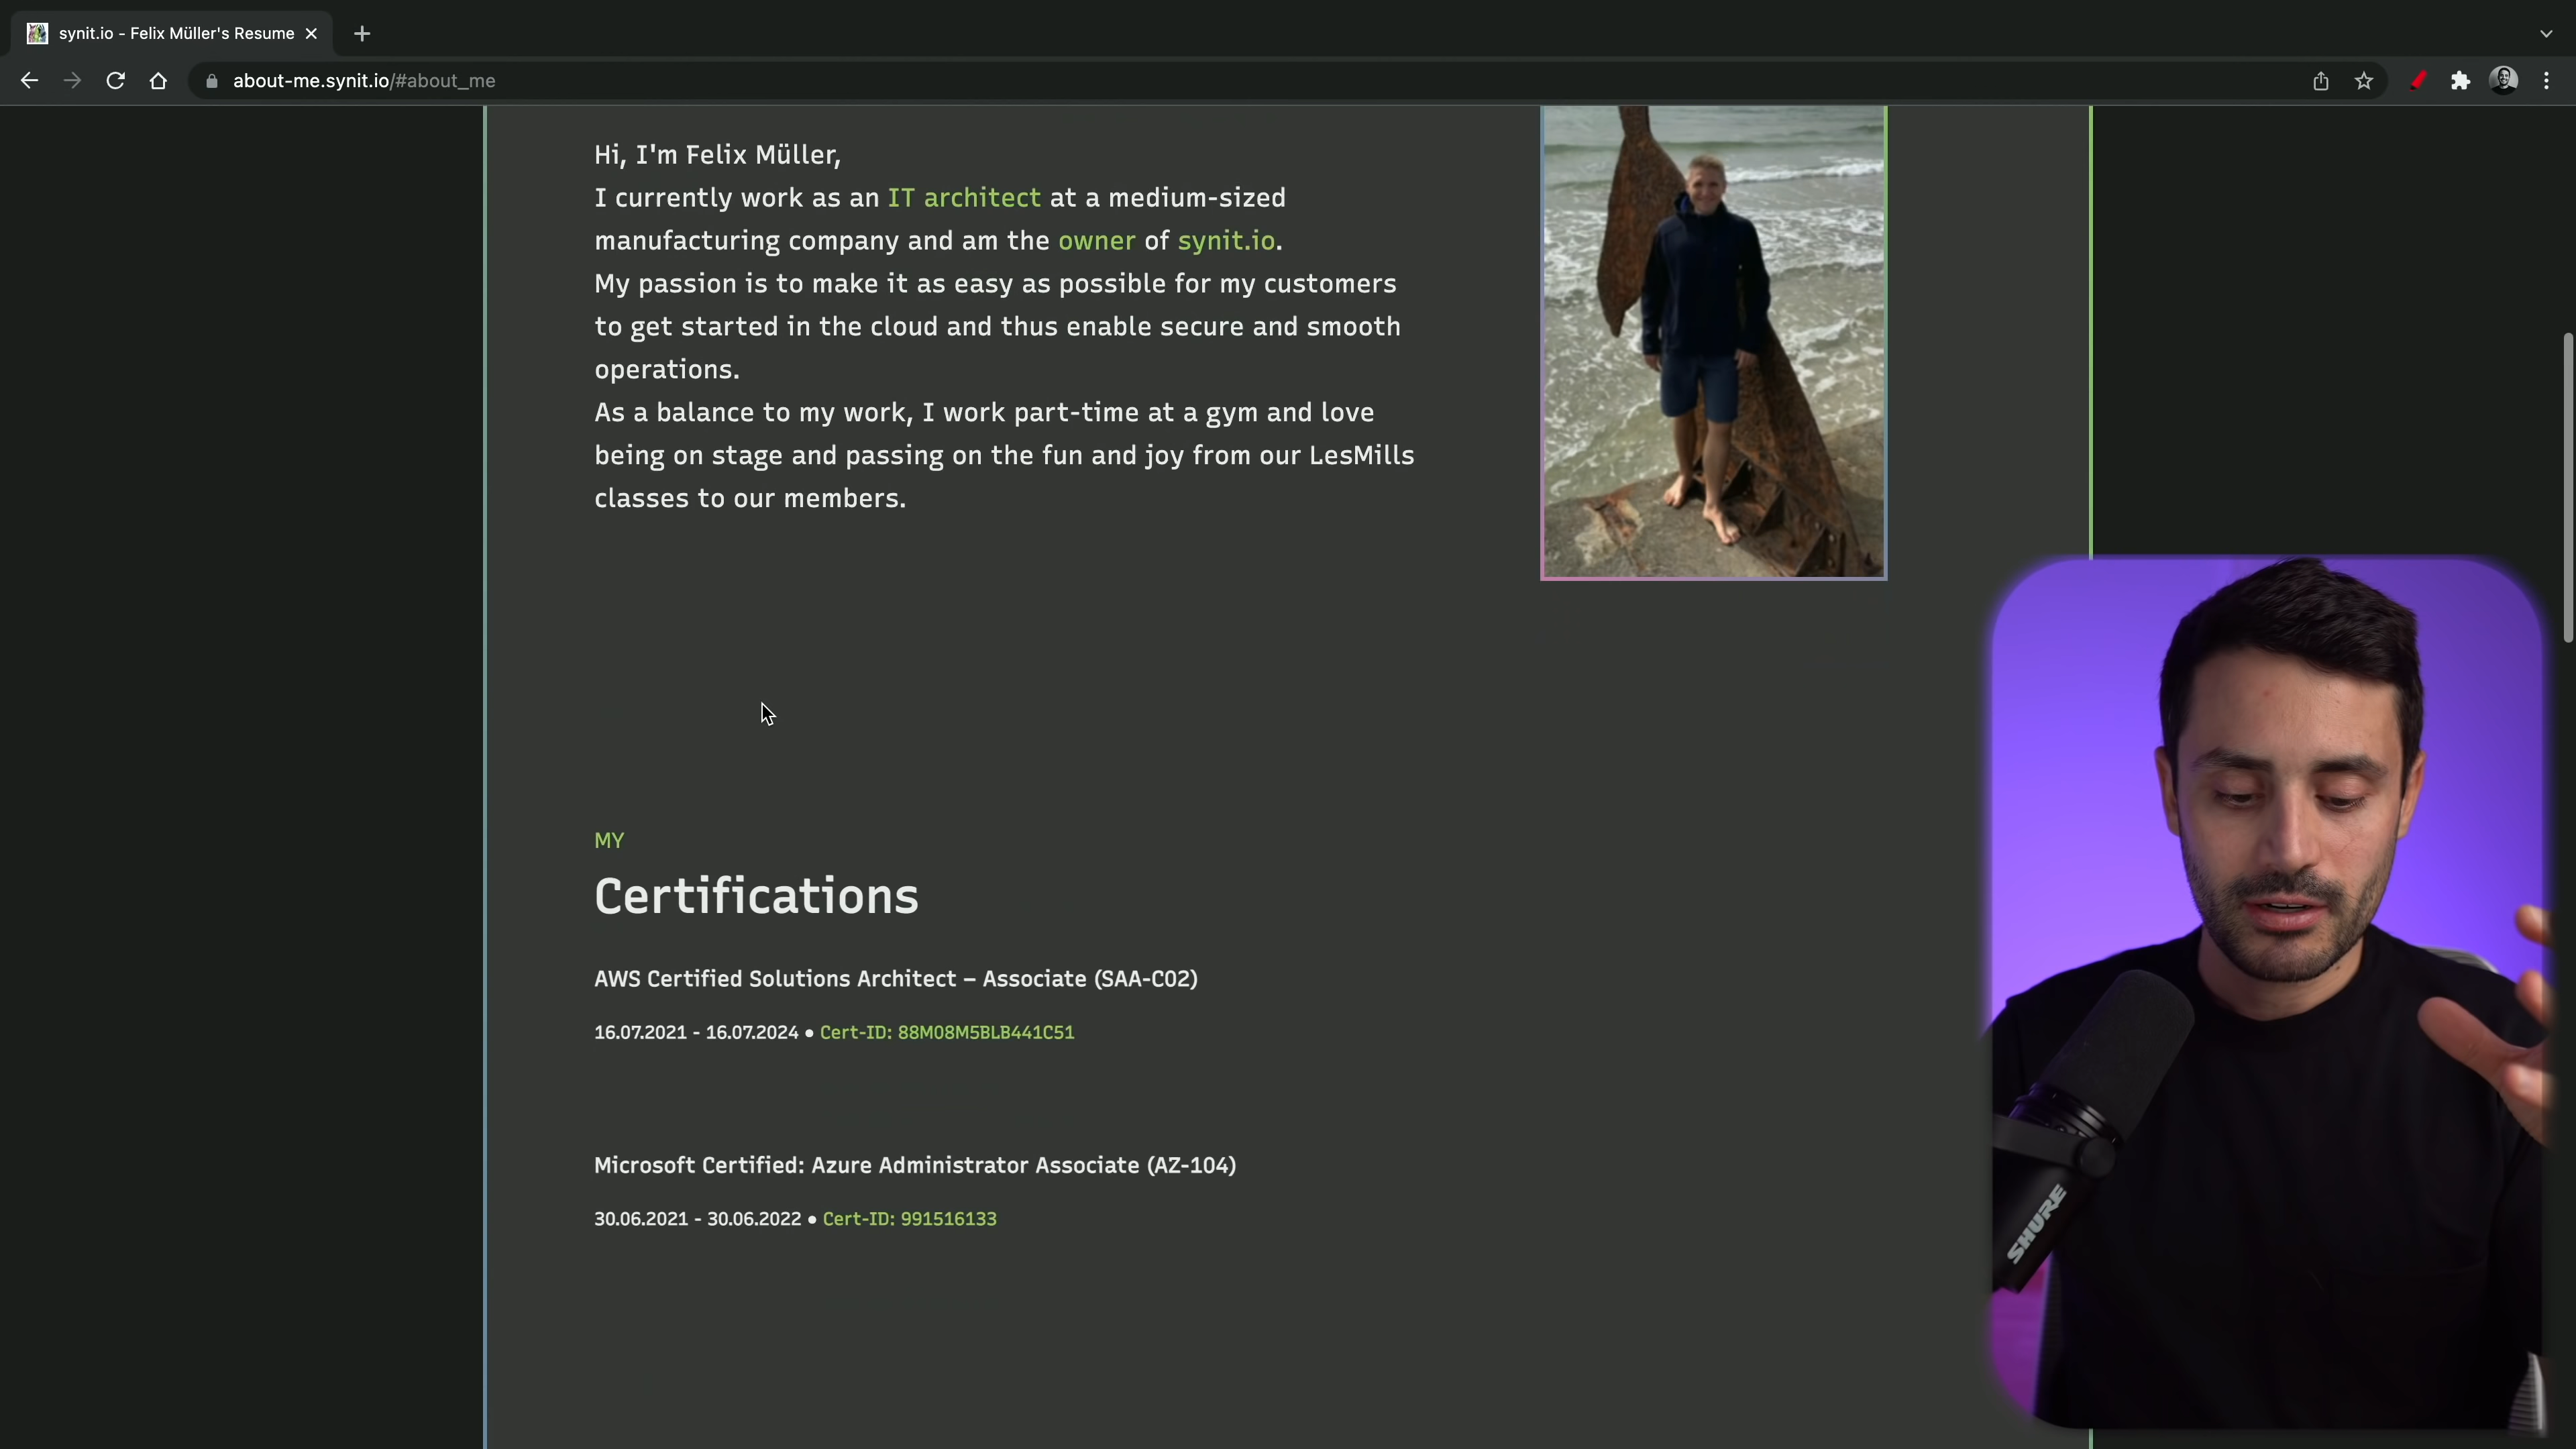 synit.io - Felix Müller's Resume
about-me.synit.io/#about_me
Hi, I'm Felix Müller,
I currently work as an IT architect at a medium-sized
manufacturing company and am the owner of synit.io.
My passion is to make it as easy as possible for my customers
to get started in the cloud and thus enable secure and smooth
operations.
As a balance to my work, I work part-time at a gym and love
being on stage and passing on the fun and joy from our LesMills
classes to our members.
MY
Certifications
AWS Certified Solutions Architect – Associate (SAA-C02)
16.07.2021 - 16.07.2024 ● Cert-ID: 88M08M5BLB441C51
Microsoft Certified: Azure Administrator Associate (AZ-104)
30.06.2021 - 30.06.2022 ● Cert-ID: 991516133
SHURE